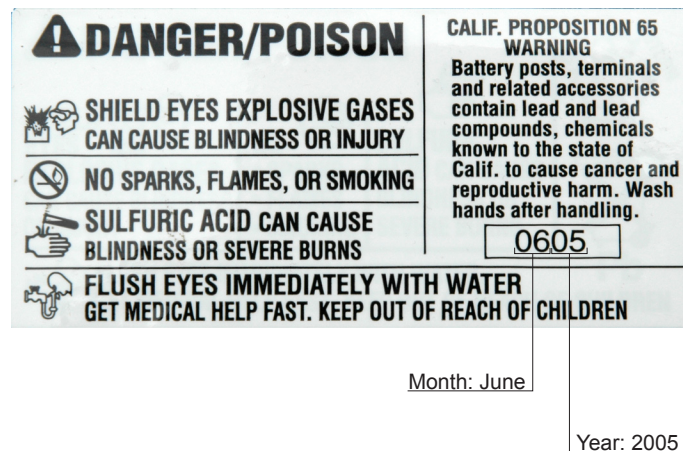 DANGER/POISON
SHIELD EYES EXPLOSIVE GASES
CAN CAUSE BLINDNESS OR INJURY
NO SPARKS, FLAMES, OR SMOKING
SULFURIC ACID CAN CAUSE
BLINDNESS OR SEVERE BURNS
CALIF. PROPOSITION 65
WARNING
Battery posts, terminals
and related accessories
contain lead and lead
compounds, chemicals
known to the state of
Calif. to cause cancer and
reproductive harm. Wash
hands after handling.
0605
FLUSH EYES IMMEDIATELY WITH WATER
GET MEDICAL HELP FAST. KEEP OUT OF REACH OF CHILDREN
Month: June
Year: 2005